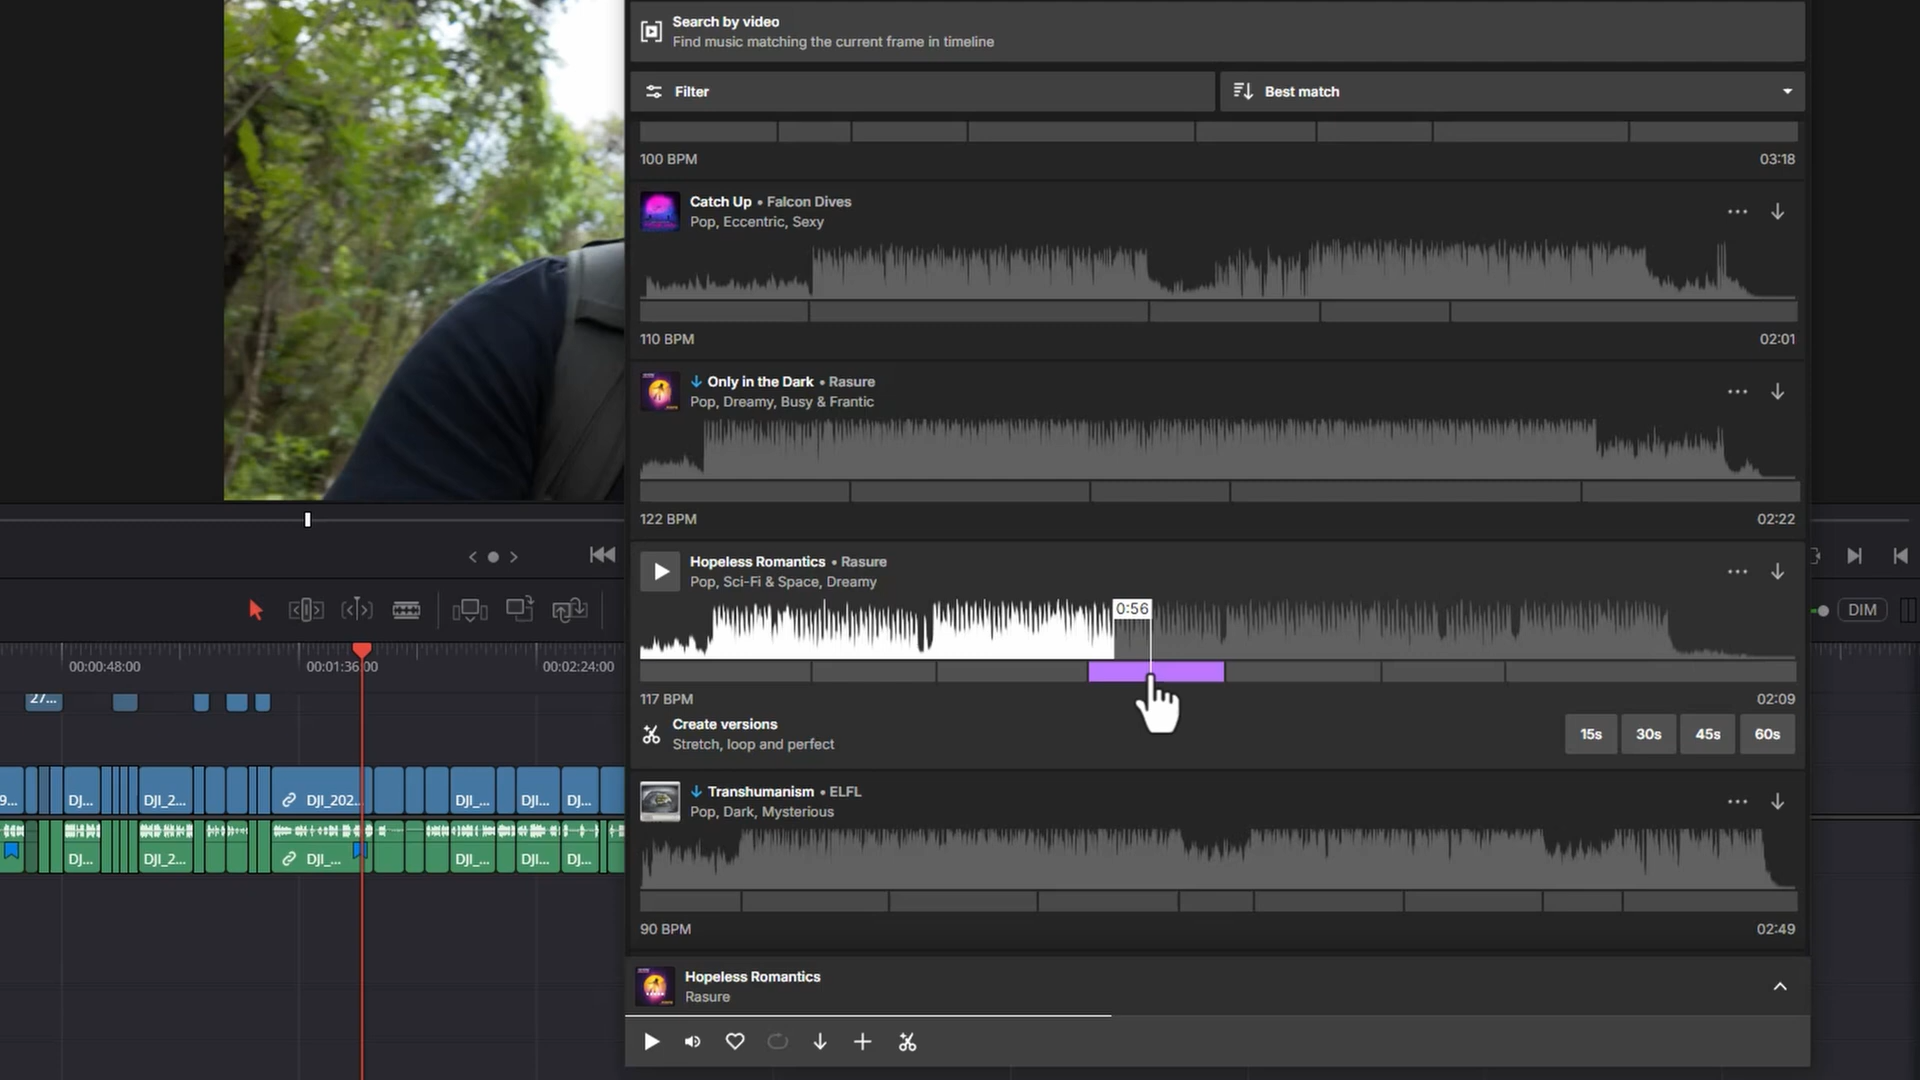 Search by video
Find music matching the current frame in timeline
Filter
Best match
100 BPM
03:18
Catch Up • Falcon Dives
Pop, Eccentric, Sexy
110 BPM
02:01
Only in the Dark • Rasure
Pop, Dreamy, Busy & Frantic
122 BPM
02:22
Hopeless Romantics • Rasure
Pop, Sci-Fi & Space, Dreamy
0:56
117 BPM
02:09
Create versions
Stretch, loop and perfect
15s
30s
45s
60s
Transhumanism • ELFL
Pop, Dark, Mysterious
90 BPM
02:49
Hopeless Romantics
Rasure
DIM
00:00:48:00
00:01:36:00
00:02:24:00
27...
9...
DJ...
DJI_2...
DJI_202...
DJI_...
DJI...
DJ...
DJ...
DJI_2...
DJI_...
DJI_...
DJI...
DJ...